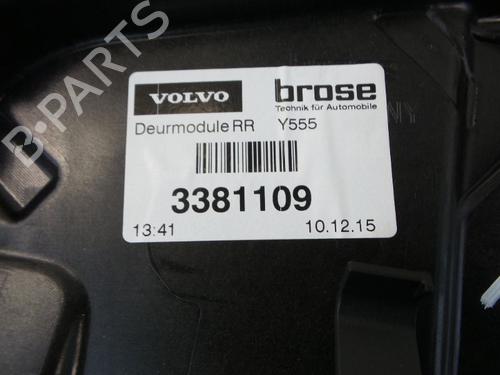 VOLVO
brose
Technik für Automobile
Deurmodule RR Y555
3381109
13:41 10.12.15
B-PARTS